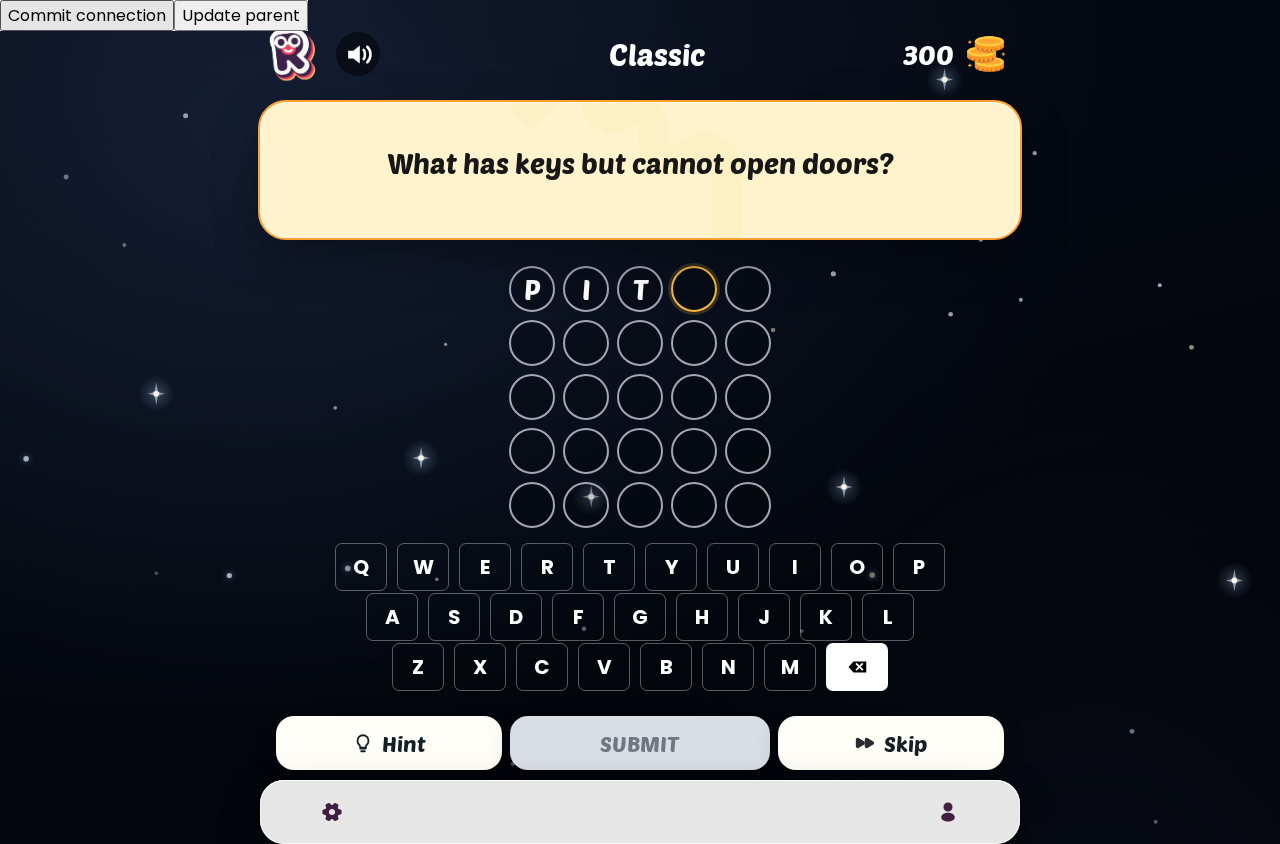 Commit connection Update parent
R Classic 300
What has keys but cannot open doors?
P I T
Q W E R T Y U I O P
A S D F G H J K L
Z X C V B N M
Hint SUBMIT Skip